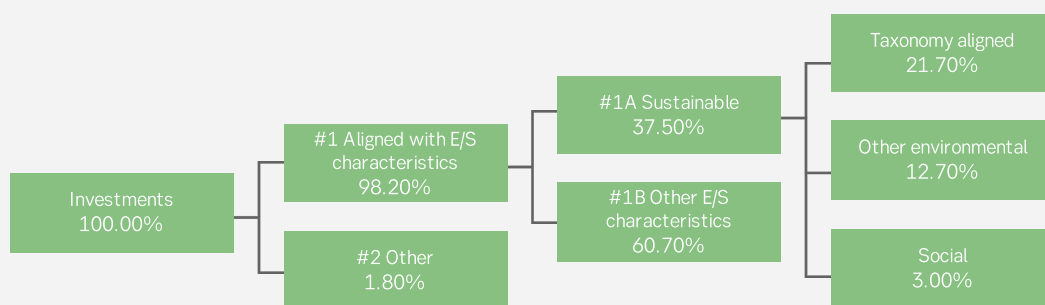 Investments
100.00%
#1 Aligned with E/S
characteristics
98.20%
#2 Other
1.80%
#1A Sustainable
37.50%
#1B Other E/S
characteristics
60.70%
Taxonomy aligned
21.70%
Other environmental
12.70%
Social
3.00%